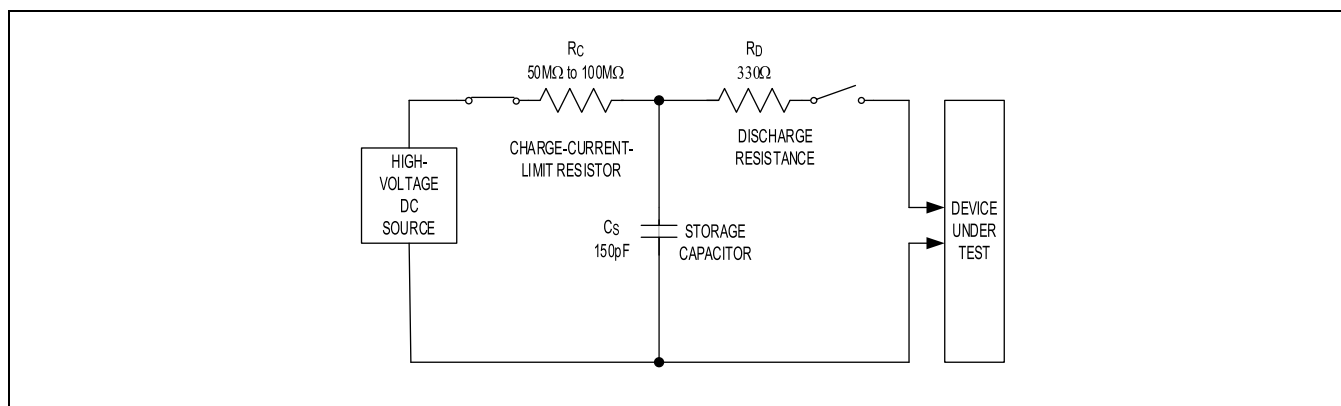 RC
50MΩ to 100MΩ
CHARGE-CURRENT-
LIMIT RESISTOR
RD
330Ω
DISCHARGE
RESISTANCE
HIGH-
VOLTAGE
DC
SOURCE
CS
150pF
STORAGE
CAPACITOR
DEVICE
UNDER
TEST